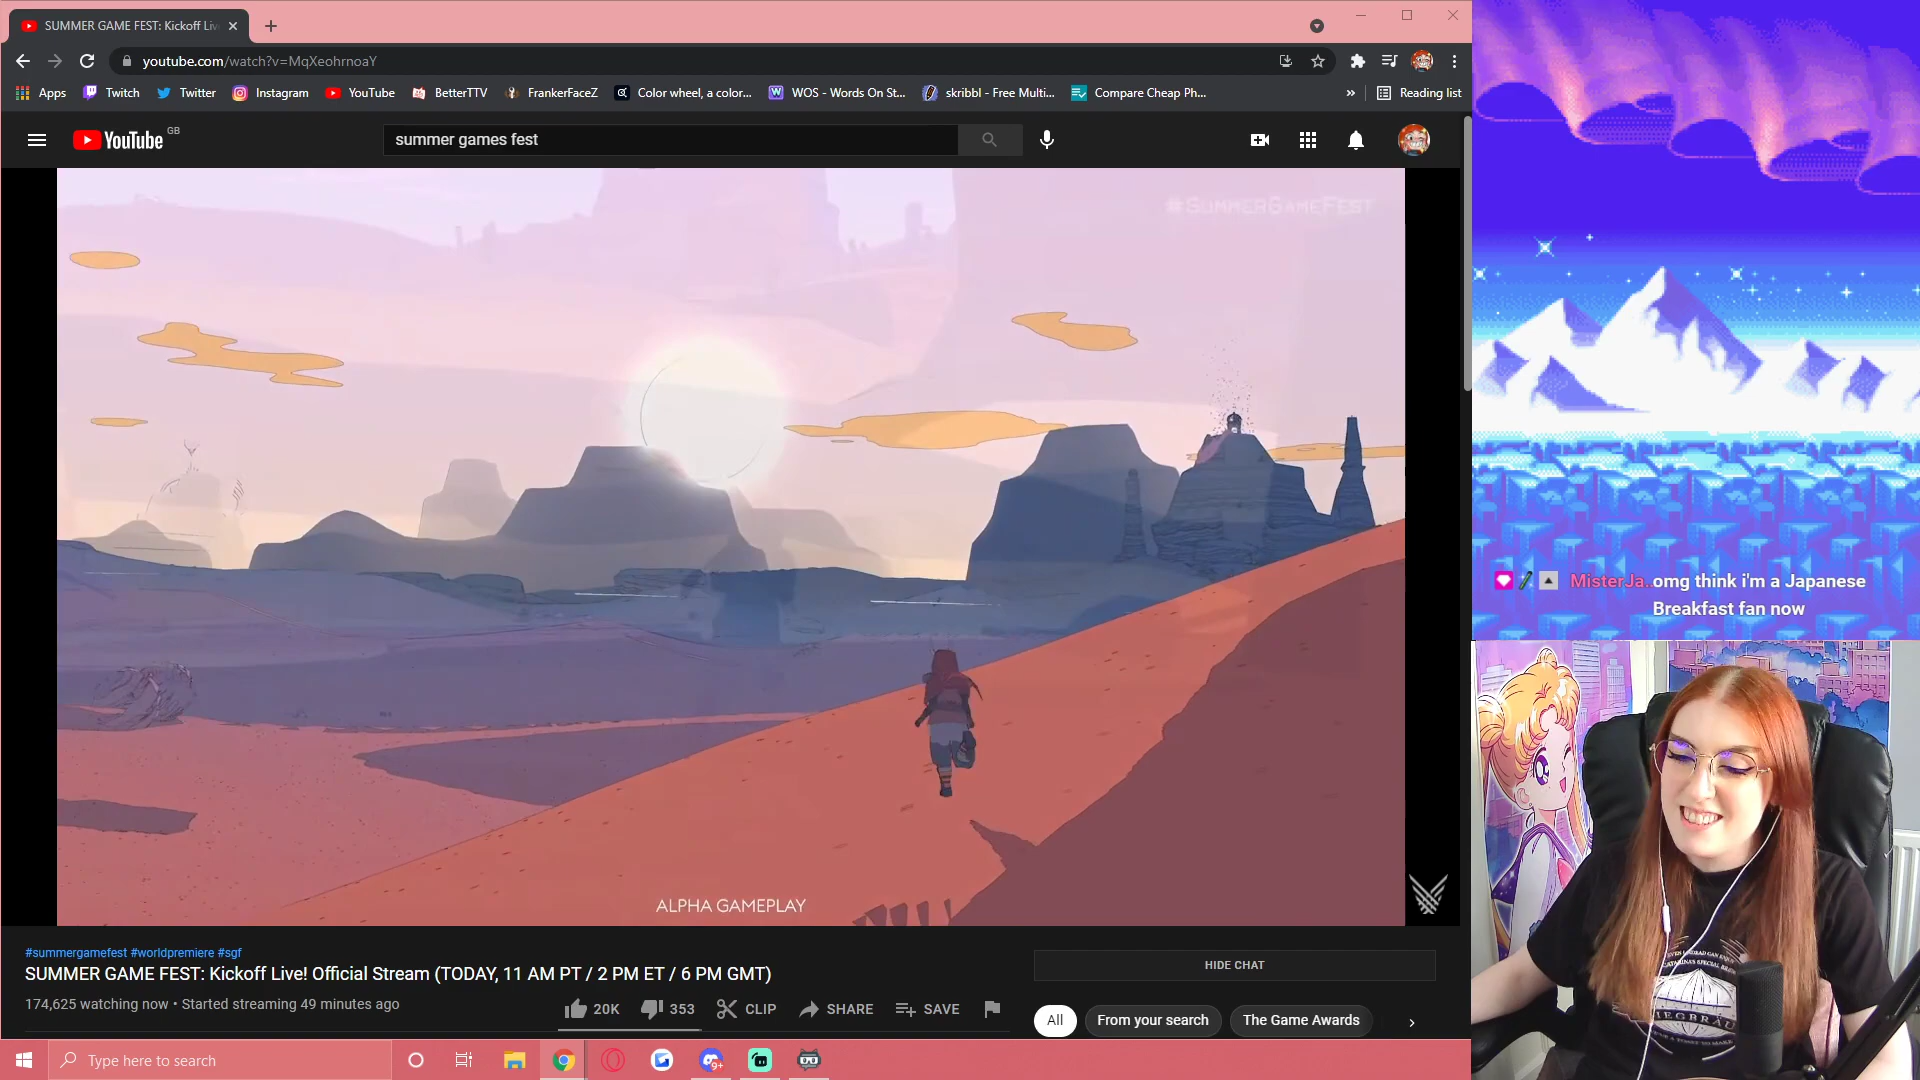 SUMMER GAME FEST: Kickoff Liv
youtube.com/watch?v=MqXeohrnoaY
Apps
Twitch
Twitter
Instagram
YouTube
BetterTTV
FrankerFaceZ
Color wheel, a color...
WOS - Words On St...
skribbl - Free Multi...
Compare Cheap Ph...
»
Reading list
YouTube GB
summer games fest
#SUMMERGAMEFEST
ALPHA GAMEPLAY
MisterJa..omg think i'm a Japanese
Breakfast fan now
#summergamefest #worldpremiere #sgf
SUMMER GAME FEST: Kickoff Live! Official Stream (TODAY, 11 AM PT / 2 PM ET / 6 PM GMT)
174,625 watching now • Started streaming 49 minutes ago
20K
353
CLIP
SHARE
SAVE
HIDE CHAT
All
From your search
The Game Awards
Type here to search
9+